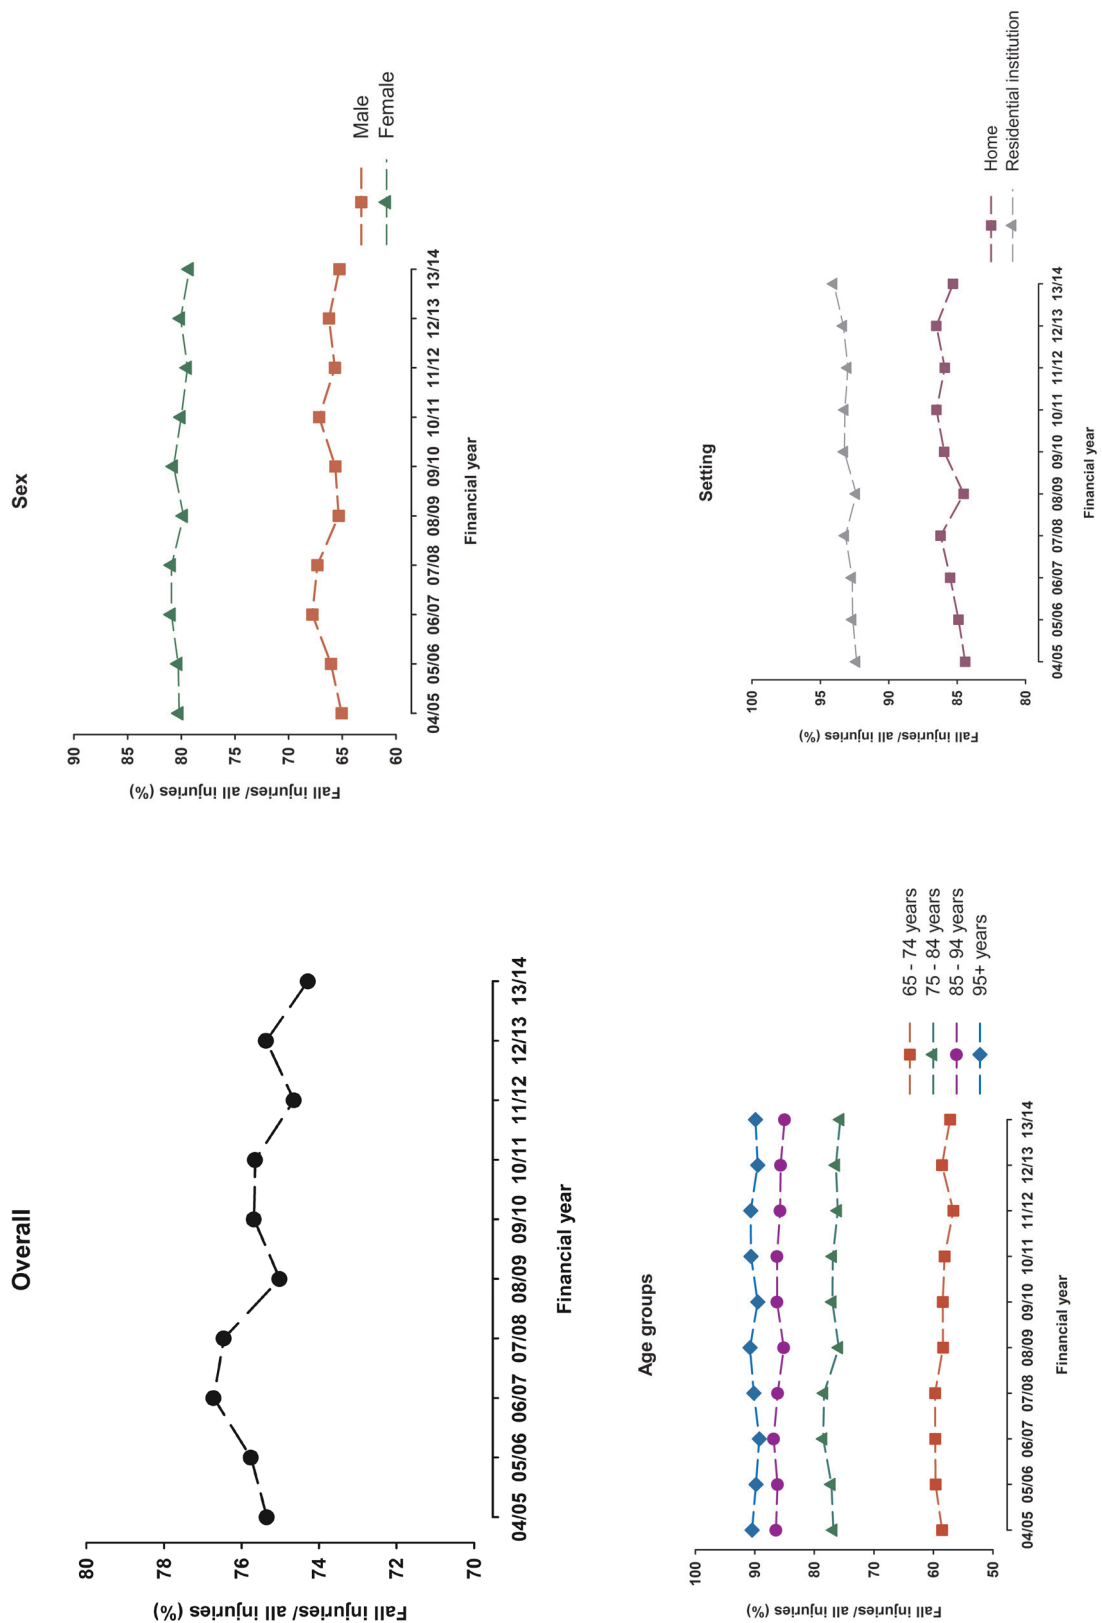 Overall
80
78
76
74
72
70
Fall injuries/ all injuries (%)
04/05 05/06 06/07 07/08 08/09 09/10 10/11 11/12 12/13 13/14
Financial year
Sex
90
85
80
75
70
65
60
Fall injuries/ all injuries (%)
04/05 05/06 06/07 07/08 08/09 09/10 10/11 11/12 12/13 13/14
Financial year
Male
Female
Age groups
100
90
80
70
60
50
Fall injuries/ all injuries (%)
04/05 05/06 06/07 07/08 08/09 09/10 10/11 11/12 12/13 13/14
Financial year
65 - 74 years
75 - 84 years
85 - 94 years
95+ years
Setting
100
95
90
85
80
Fall injuries/ all injuries (%)
04/05 05/06 06/07 07/08 08/09 09/10 10/11 11/12 12/13 13/14
Financial year
Home
Residential institution